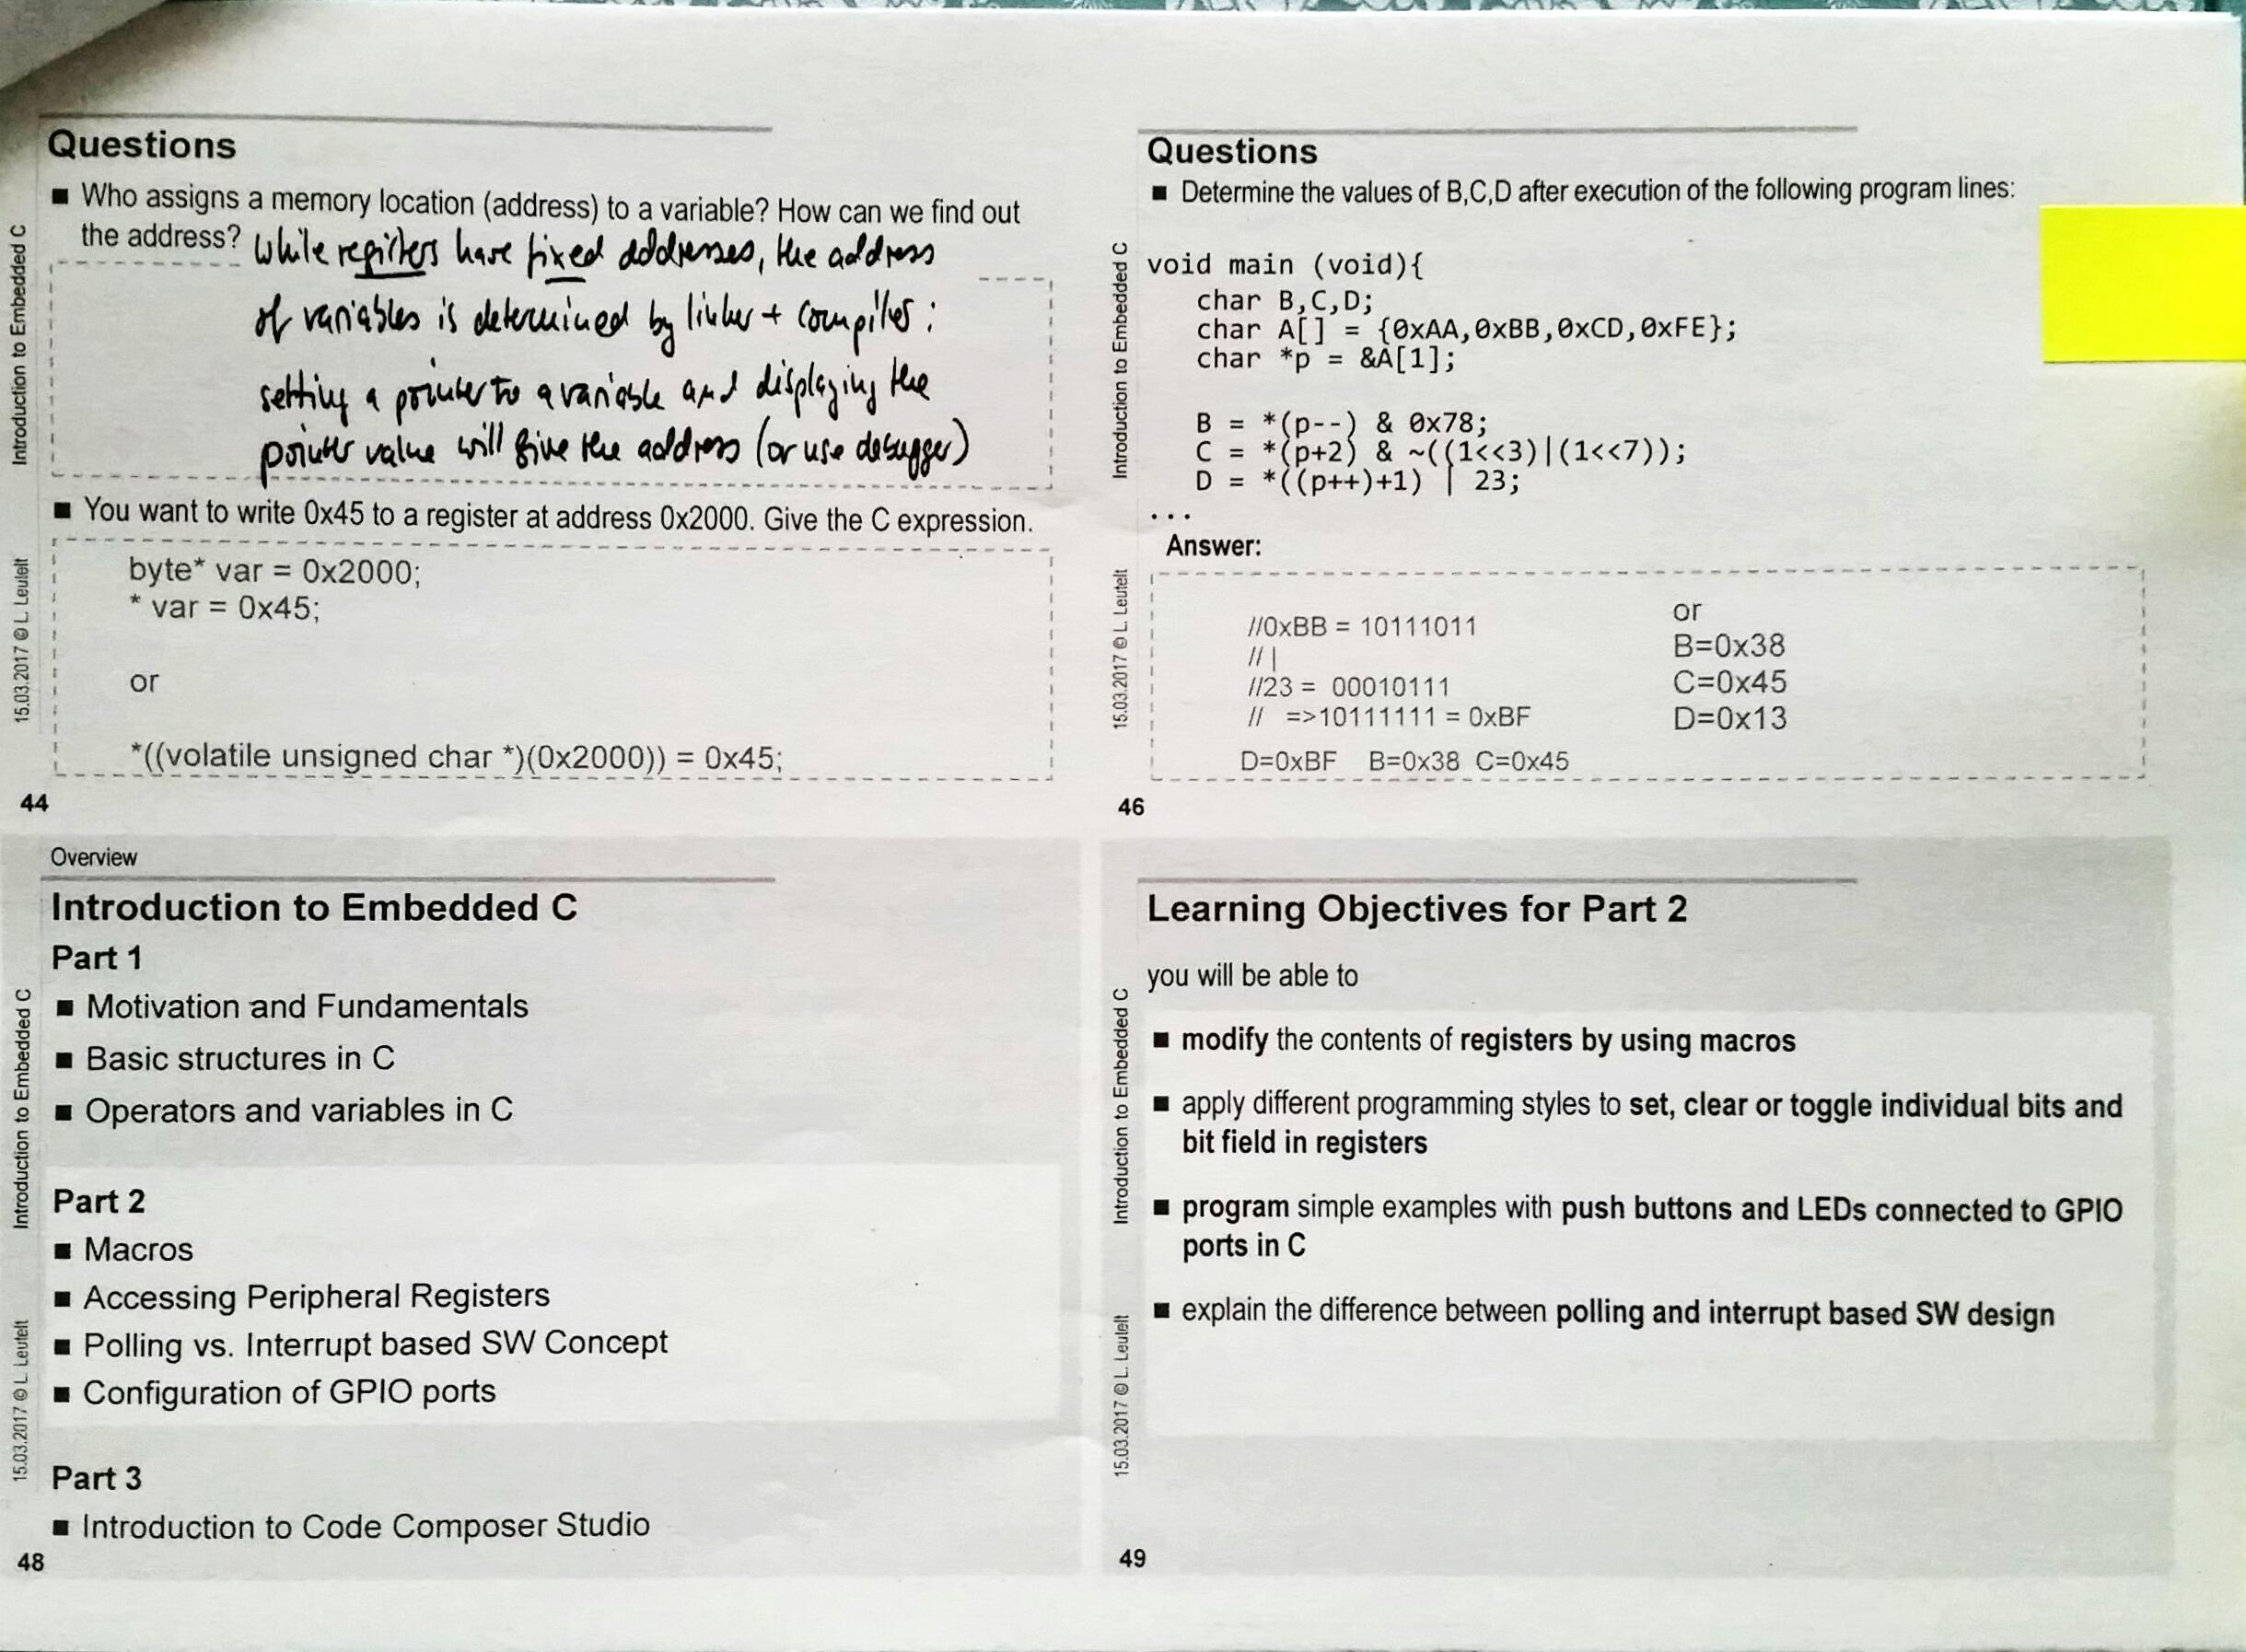 Questions
■ Who assigns a memory location (address) to a variable? How can we find out
the address?
While registers have fixed addresses, the address
of variables is determined by linker + compiler:
setting a pointer to a variable and displaying the
pointer value will give the address (or use debugger)
■ You want to write 0x45 to a register at address 0x2000. Give the C expression.
byte* var = 0x2000;
* var = 0x45;
or
*((volatile unsigned char *)(0x2000)) = 0x45;
Introduction to Embedded C
15.03.2017 © L. Leutelt
44
Questions
■ Determine the values of B,C,D after execution of the following program lines:
void main (void){
char B,C,D;
char A[] = {0xAA,0xBB,0xCD,0xFE};
char *p = &A[1];
B = *(p--) & 0x78;
C = *(p+2) & ~((1<<3)|(1<<7));
D = *((p++)+1) | 23;
...
Answer:
//0xBB = 10111011
// |
//23 = 00010111
// =>10111111 = 0xBF
D=0xBF B=0x38 C=0x45
or
B=0x38
C=0x45
D=0x13
Introduction to Embedded C
15.03.2017 © L. Leutelt
46
Overview
Introduction to Embedded C
Part 1
■ Motivation and Fundamentals
■ Basic structures in C
■ Operators and variables in C
Part 2
■ Macros
■ Accessing Peripheral Registers
■ Polling vs. Interrupt based SW Concept
■ Configuration of GPIO ports
Part 3
■ Introduction to Code Composer Studio
Introduction to Embedded C
15.03.2017 © L. Leutelt
48
Learning Objectives for Part 2
you will be able to
■ modify the contents of registers by using macros
■ apply different programming styles to set, clear or toggle individual bits and
bit field in registers
■ program simple examples with push buttons and LEDs connected to GPIO
ports in C
■ explain the difference between polling and interrupt based SW design
Introduction to Embedded C
15.03.2017 © L. Leutelt
49